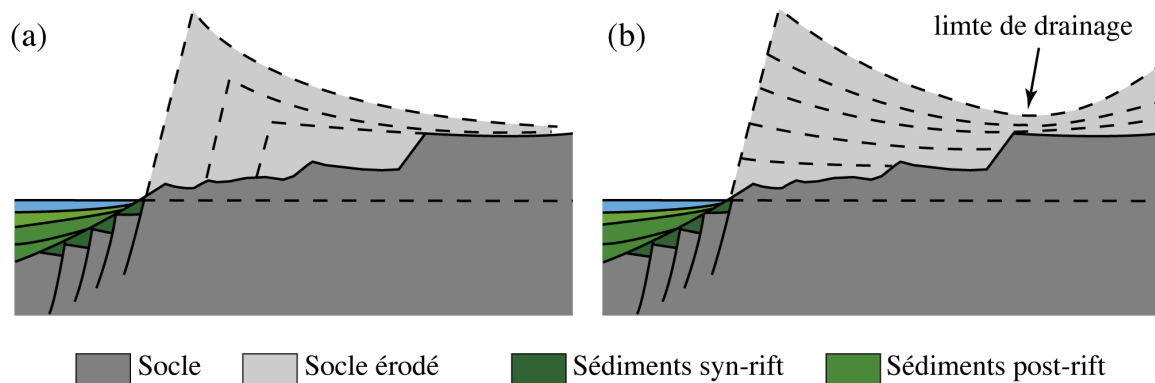 (a)
(b)
limte de drainage
Socle
Socle érodé
Sédiments syn-rift
Sédiments post-rift